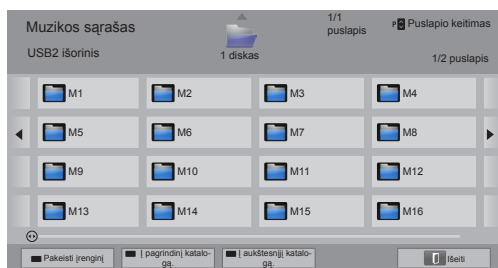 Muzikos sąrašas
USB2 išorinis
1 diskas
1/1
puslapis
P Puslapio keitimas
1/2 puslapis
M1 M2 M3 M4
M5 M6 M7 M8
M9 M10 M11 M12
M13 M14 M15 M16
Pakeisti įrenginį
Į pagrindinį katalo-
gą.
Į aukštesnįjį katalo-
gą.
Išeiti